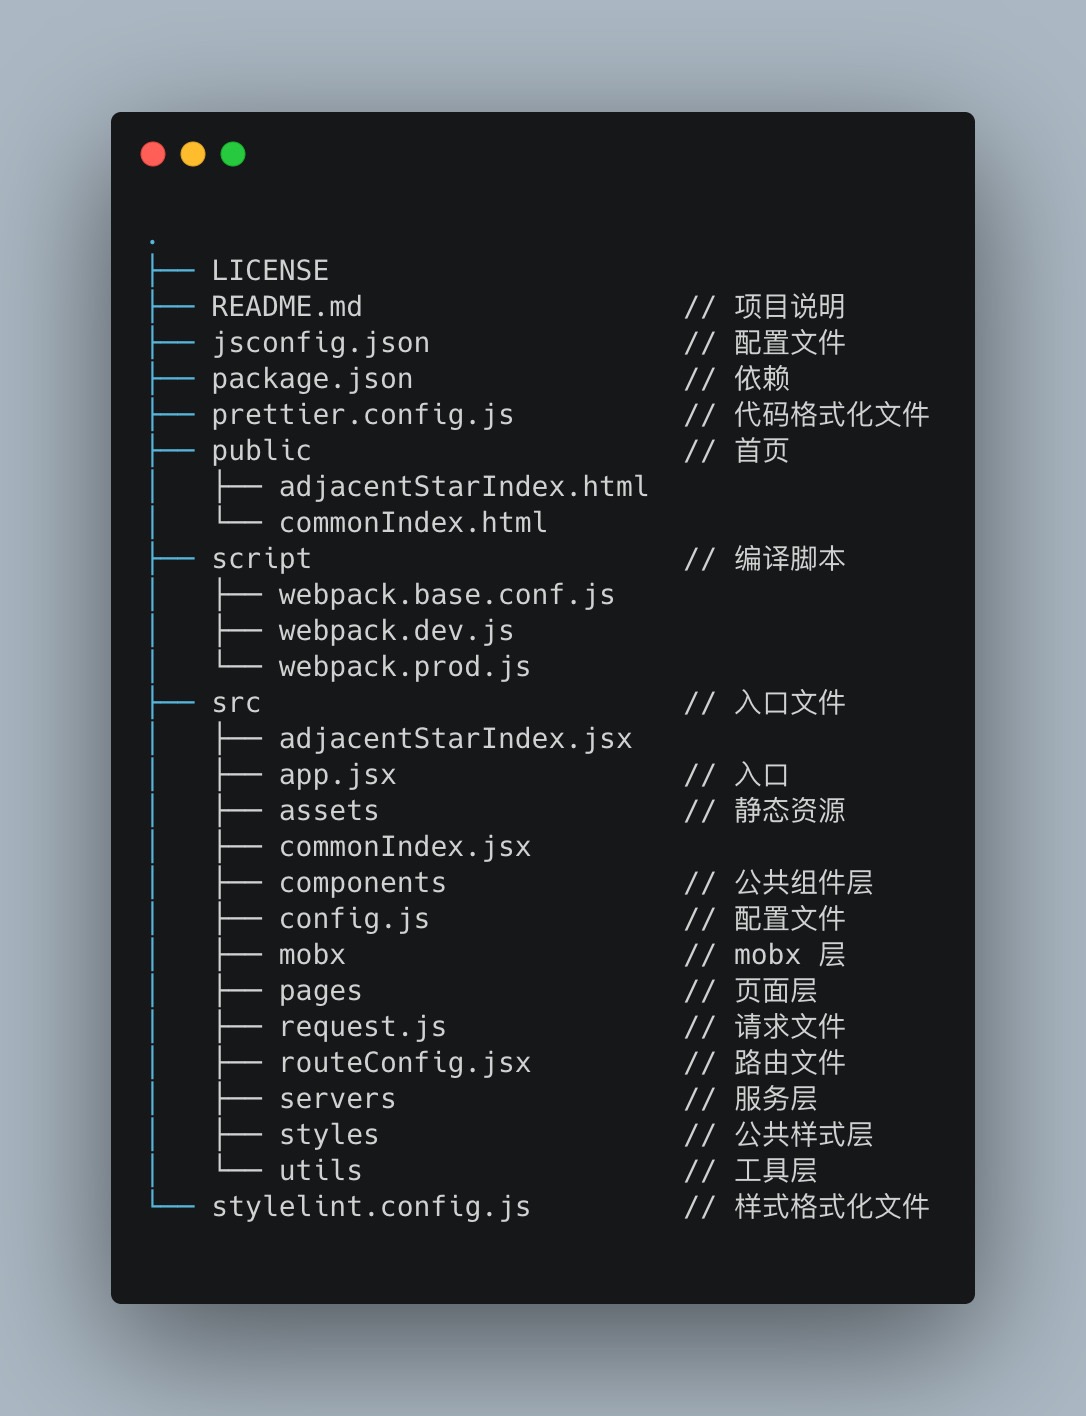 .
├── LICENSE
├── README.md                   // 项目说明
├── jsconfig.json               // 配置文件
├── package.json                // 依赖
├── prettier.config.js          // 代码格式化文件
├── public                      // 首页
│   ├── adjacentStarIndex.html
│   └── commonIndex.html
├── script                      // 编译脚本
│   ├── webpack.base.conf.js
│   ├── webpack.dev.js
│   └── webpack.prod.js
├── src                         // 入口文件
│   ├── adjacentStarIndex.jsx
│   ├── app.jsx                 // 入口
│   ├── assets                  // 静态资源
│   ├── commonIndex.jsx
│   ├── components              // 公共组件层
│   ├── config.js               // 配置文件
│   ├── mobx                    // mobx 层
│   ├── pages                   // 页面层
│   ├── request.js              // 请求文件
│   ├── routeConfig.jsx         // 路由文件
│   ├── servers                 // 服务层
│   ├── styles                  // 公共样式层
│   └── utils                   // 工具层
└── stylelint.config.js         // 样式格式化文件